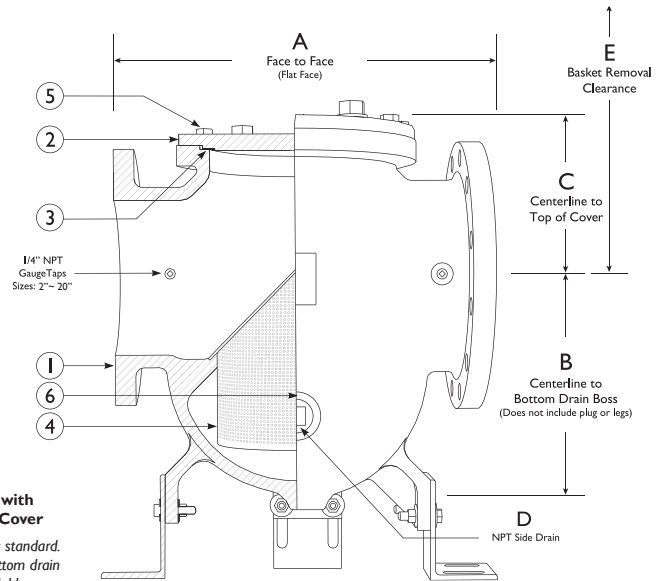 A
Face to Face
(Flat Face)
E
Basket Removal
Clearance
5
2
3
C
Centerline to
Top of Cover
1/4" NPT
GaugeTaps
Sizes: 2"~ 20"
1
6
4
B
Centerline to
Bottom Drain Boss
(Does not include plug or legs)
D
NPT Side Drain
with
Cover
standard.
ttom drain